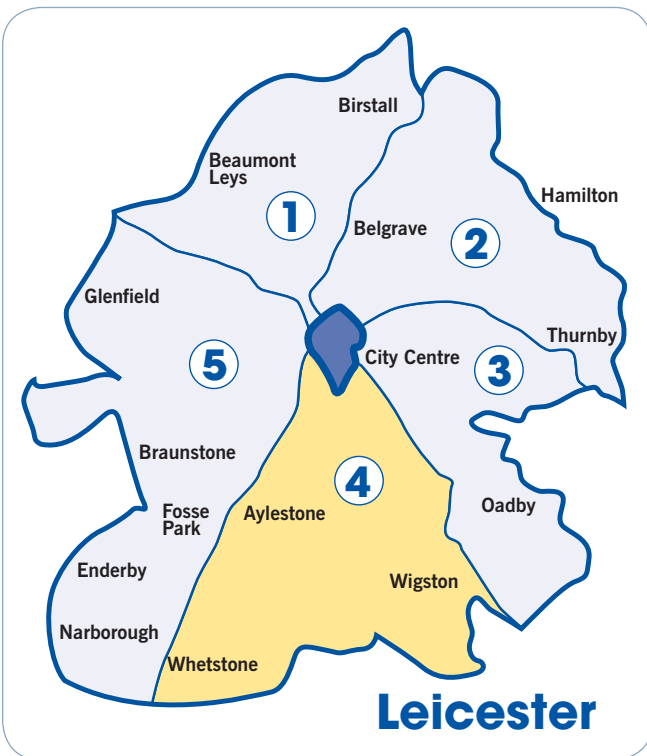 Birstall
Beaumont
Leys
Hamilton
1
Belgrave
2
Glenfield
Thurnby
City Centre
5
3
Braunstone
4
Fosse
Park
Aylestone
Oadby
Enderby
Wigston
Narborough
Whetstone
Leicester